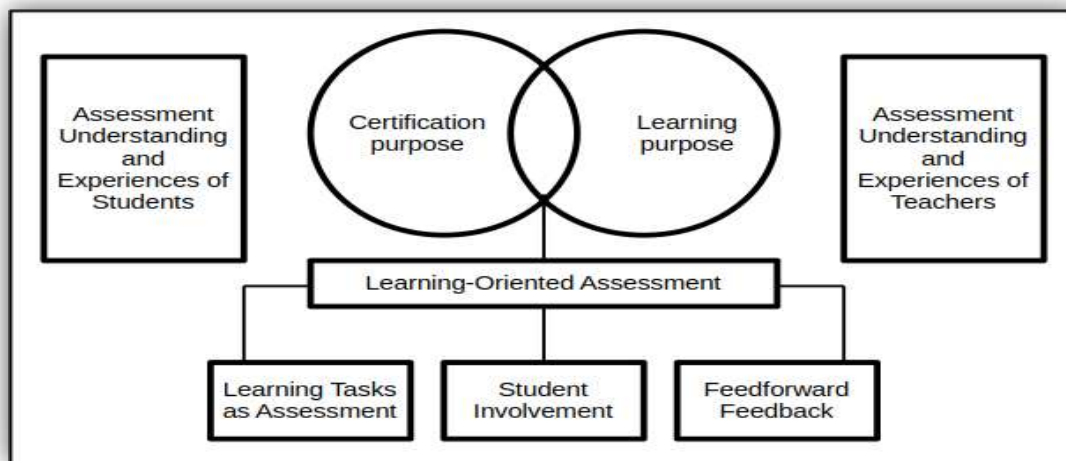 Assessment
Understanding
and
Experiences of
Students
Certification
purpose
Learning
purpose
Assessment
Understanding
and
Experiences of
Teachers
Learning-Oriented Assessment
Learning Tasks
as Assessment
Student
Involvement
Feedforward
Feedback